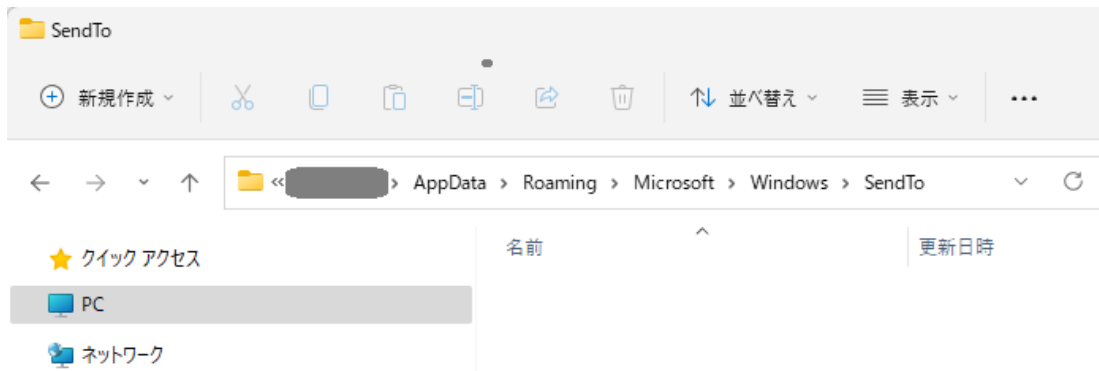 SendTo
新規作成 並べ替え 表示 •••
« › AppData › Roaming › Microsoft › Windows › SendTo
名前 更新日時
クイック アクセス
PC
ネットワーク